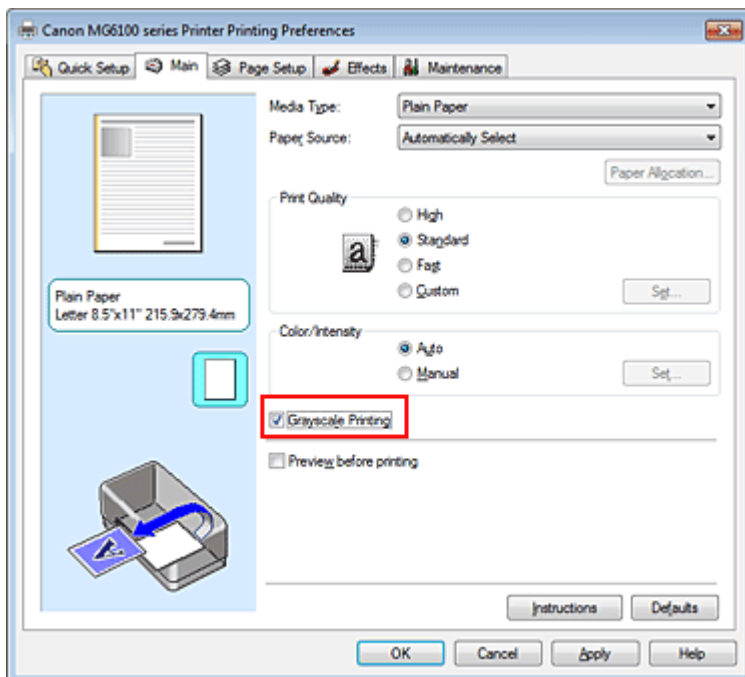 Canon MG6100 series Printer Printing Preferences
Quick Setup Main Page Setup Effects Maintenance
Media Type: Plain Paper
Paper Source: Automatically Select
Paper Allocation...
Print Quality
High
Standard
Fast
Custom Set...
Plain Paper
Letter 8.5"x11" 215.9x279.4mm
Color/Intensity
Auto
Manual Set...
Grayscale Printing
Preview before printing
Instructions Defaults
OK Cancel Apply Help